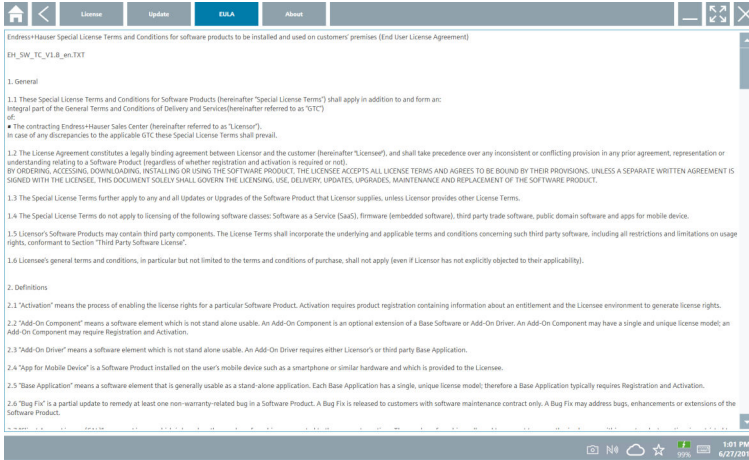 License Update EULA About
Endress+Hauser Special License Terms and Conditions for software products to be installed and used on customers' premises (End User License Agreement)
EH_SW_TC_V1.8_en.TXT
1. General
1.1 These Special License Terms and Conditions for Software Products (hereinafter "Special License Terms") shall apply in addition to and form an:
Integral part of the General Terms and Conditions of Delivery and Services(hereinafter referred to as "GTC")
of:
■ The contracting Endress+Hauser Sales Center (hereinafter referred to as "Licensor").
In case of any discrepancies to the applicable GTC these Special License Terms shall prevail.
1.2 The License Agreement constitutes a legally binding agreement between Licensor and the customer (hereinafter"Licensee"), and shall take precedence over any inconsistent or conflicting provision in any prior agreement, representation or
understanding relating to a Software Product (regardless of whether registration and activation is required or not).
BY ORDERING, ACCESSING, DOWNLOADING, INSTALLING OR USING THE SOFTWARE PRODUCT. THE LICENSEE ACCEPTS ALL LICENSE TERMS AND AGREES TO BE BOUND BY THEIR PROVISIONS. UNLESS A SEPARATE WRITTEN AGREEMENT IS
SIGNED WITH THE LICENSEE, THIS DOCUMENT SOLELY SHALL GOVERN THE LICENSING, USE, DELIVERY, UPDATES, UPGRADES, MAINTENANCE AND REPLACEMENT OF THE SOFTWARE PRODUCT.
1.3 The Special License Terms further apply to any and all Updates or Upgrades of the Software Product that Licensor supplies, unless Licensor provides other License Terms.
1.4 The Special License Terms do not apply to licensing of the following software classes: Software as a Service (SaaS), firmware (embedded software), third party trade software, public domain software and apps for mobile device.
1.5 Licensor's Software Products may contain third party components. The License Terms shall incorporate the underlying and applicable terms and conditions concerning such third party software, including all restrictions and limitations on usage
rights, conformant to Section "Third Party Software License".
1.6 Licensee's general terms and conditions, in particular but not limited to the terms and conditions of purchase, shall not apply (even if Licensor has not explicitly objected to their applicability).
2. Definitions
2.1 "Activation" means the process of enabling the license rights for a particular Software Product. Activation requires product registration containing information about an entitlement and the Licensee environment to generate license rights.
2.2 "Add-On Component" means a software element which is not stand alone usable. An Add-On Component is an optional extension of a Base Software or Add-On Driver. An Add-On Component may have a single and unique license model; an
Add-On Component may require Registration and Activation.
2.3 "Add-On Driver" means a software element which is not stand alone usable. An Add-On Driver requires either Licensor's or third party Base Application.
2.4 "App for Mobile Device" is a Software Product installed on the user's mobile device such as a smartphone or similar hardware and which is provided to the Licensee.
2.5 "Base Application" means a software element that is generally usable as a stand-alone application. Each Base Application has a single, unique license model; therefore a Base Application typically requires Registration and Activation.
2.6 "Bug Fix" is a partial update to remedy at least one non-warranty-related bug in a Software Product. A Bug Fix is released to customers with software maintenance contract only. A Bug Fix may address bugs, enhancements or extensions of the
Software Product.
99%
1:01 PM
6/27/201